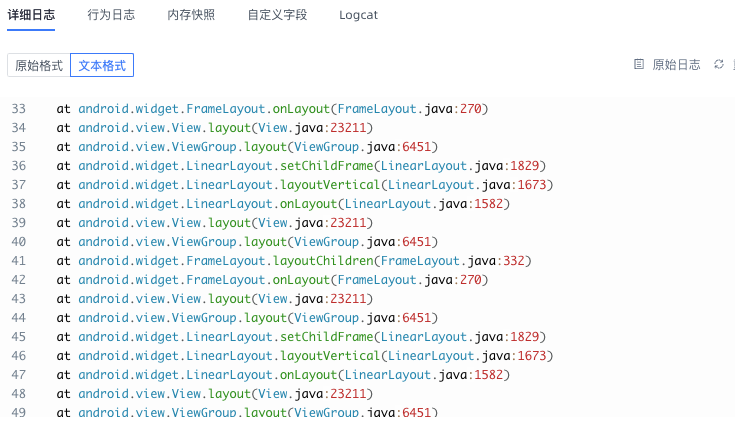 详细日志 行为日志 内存快照 自定义字段 Logcat
原始格式 文本格式 原始日志
33 at android.widget.FrameLayout.onLayout(FrameLayout.java:270)
34 at android.view.View.layout(View.java:23211)
35 at android.view.ViewGroup.layout(ViewGroup.java:6451)
36 at android.widget.LinearLayout.setChildFrame(LinearLayout.java:1829)
37 at android.widget.LinearLayout.layoutVertical(LinearLayout.java:1673)
38 at android.widget.LinearLayout.onLayout(LinearLayout.java:1582)
39 at android.view.View.layout(View.java:23211)
40 at android.view.ViewGroup.layout(ViewGroup.java:6451)
41 at android.widget.FrameLayout.layoutChildren(FrameLayout.java:332)
42 at android.widget.FrameLayout.onLayout(FrameLayout.java:270)
43 at android.view.View.layout(View.java:23211)
44 at android.view.ViewGroup.layout(ViewGroup.java:6451)
45 at android.widget.LinearLayout.setChildFrame(LinearLayout.java:1829)
46 at android.widget.LinearLayout.layoutVertical(LinearLayout.java:1673)
47 at android.widget.LinearLayout.onLayout(LinearLayout.java:1582)
48 at android.view.View.layout(View.java:23211)
49 at android.view.ViewGroup.layout(ViewGroup.java:6451)